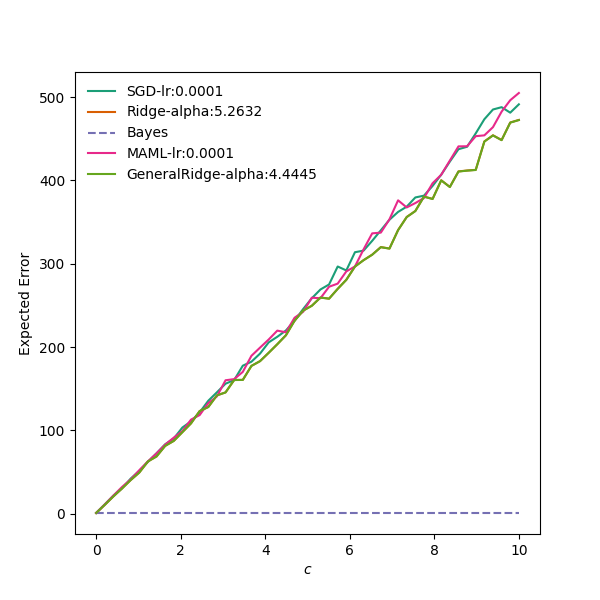 500
400
300
200
100
0
Expected Error
SGD-lr:0.0001
Ridge-alpha:5.2632
Bayes
MAML-lr:0.0001
GeneralRidge-alpha:4.4445
0 2 4 6 8 10
c